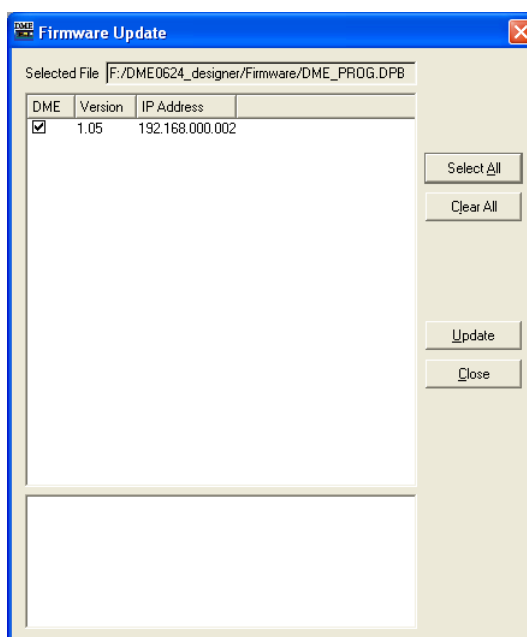 DME
Firmware Update
Selected File F:/DME0624_designer/Firmware/DME_PROG.DPB
DME Version IP Address
1.05 192.168.000.002
Select All
Clear All
Update
Close